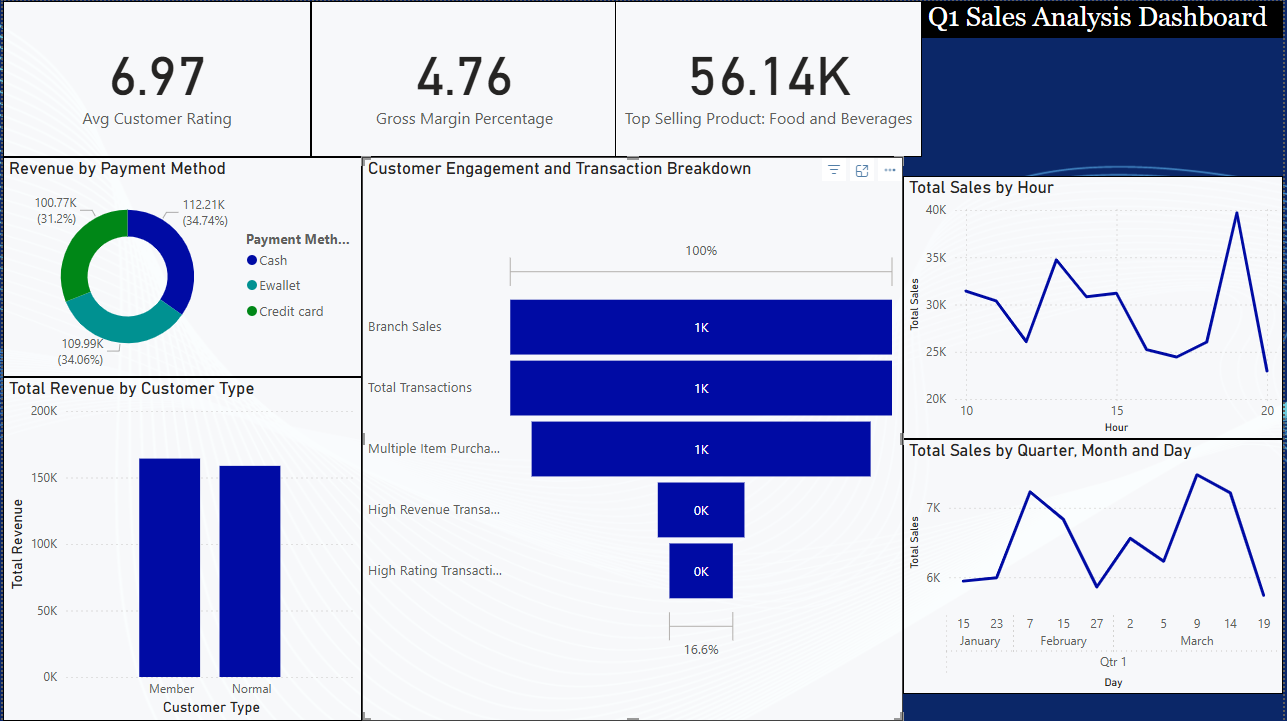 Q1 Sales Analysis Dashboard
6.97
Avg Customer Rating
4.76
Gross Margin Percentage
56.14K
Top Selling Product: Food and Beverages
Revenue by Payment Method
100.77K
(31.2%)
112.21K
(34.74%)
109.99K
(34.06%)
Payment Meth...
Cash
Ewallet
Credit card
Total Revenue by Customer Type
Total Revenue
200K
150K
100K
50K
0K
Member
Normal
Customer Type
Customer Engagement and Transaction Breakdown
100%
Branch Sales
1K
Total Transactions
1K
Multiple Item Purcha...
1K
High Revenue Transa...
0K
High Rating Transacti...
0K
16.6%
Total Sales by Hour
Total Sales
40K
35K
30K
25K
20K
10
15
20
Hour
Total Sales by Quarter, Month and Day
Total Sales
7K
6K
15 23 7 15 27 2 5 9 14 19
January February March
Qtr 1
Day